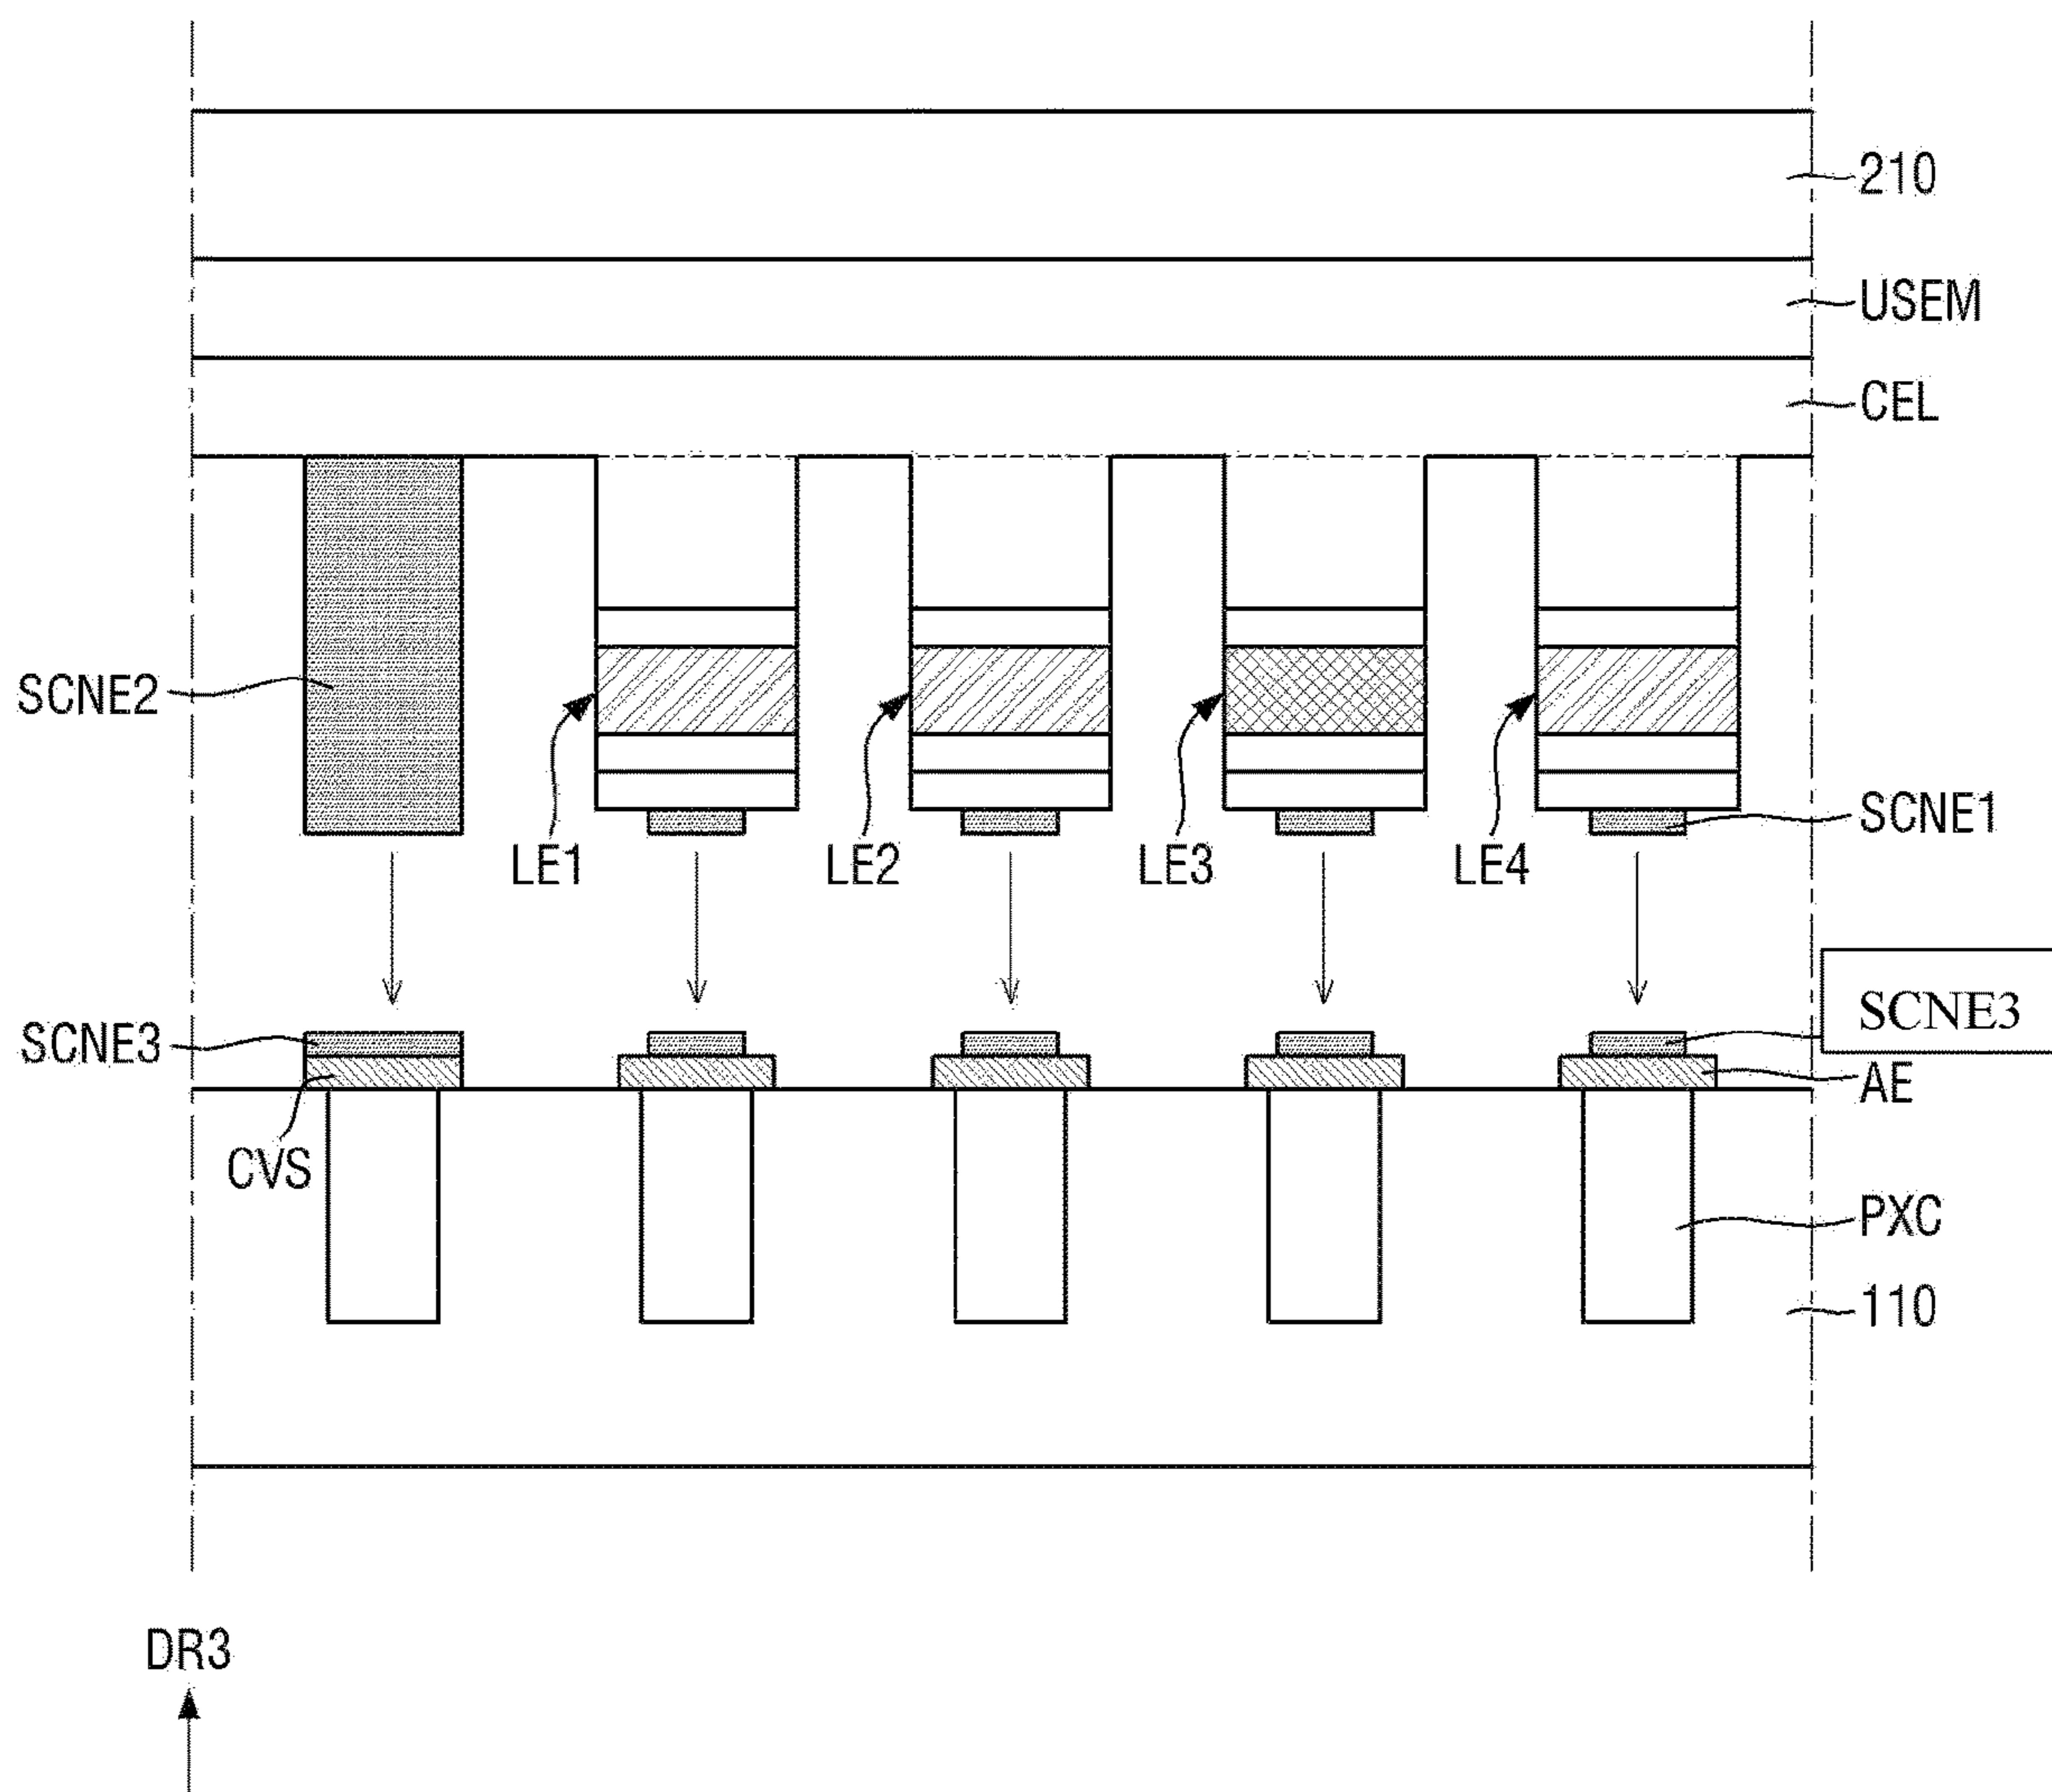 210
USEM
CEL
SCNE2
SCNE1
LE1
LE2
LE3
LE4
SCNE3
SCNE3
AE
CVS
PXC
110
DR3